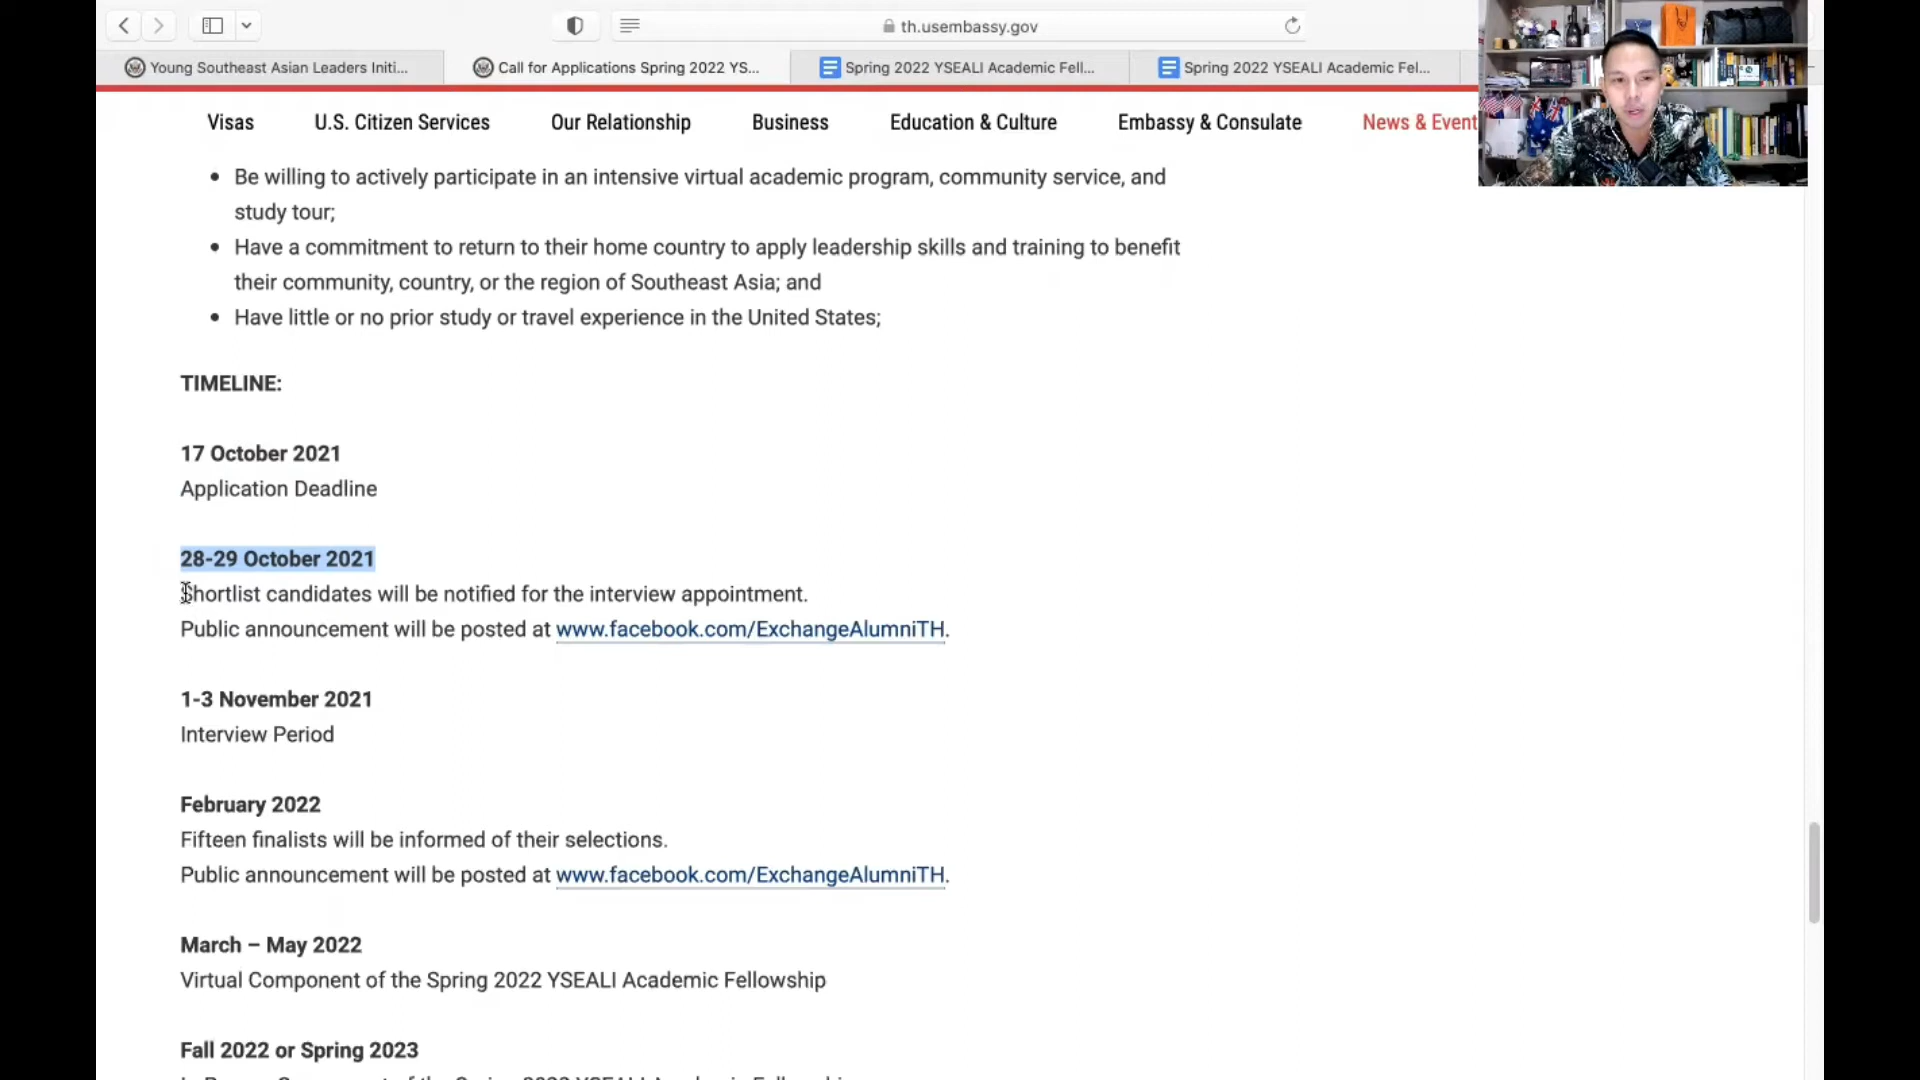 th.usembassy.gov
Young Southeast Asian Leaders Initi...
Call for Applications Spring 2022 YS...
Spring 2022 YSEALI Academic Fell...
Spring 2022 YSEALI Academic Fel...
Visas
U.S. Citizen Services
Our Relationship
Business
Education & Culture
Embassy & Consulate
News & Event
Be willing to actively participate in an intensive virtual academic program, community service, and
study tour;
Have a commitment to return to their home country to apply leadership skills and training to benefit
their community, country, or the region of Southeast Asia; and
Have little or no prior study or travel experience in the United States;
TIMELINE:
17 October 2021
Application Deadline
28-29 October 2021
Shortlist candidates will be notified for the interview appointment.
Public announcement will be posted at www.facebook.com/ExchangeAlumniTH.
1-3 November 2021
Interview Period
February 2022
Fifteen finalists will be informed of their selections.
Public announcement will be posted at www.facebook.com/ExchangeAlumniTH.
March – May 2022
Virtual Component of the Spring 2022 YSEALI Academic Fellowship
Fall 2022 or Spring 2023